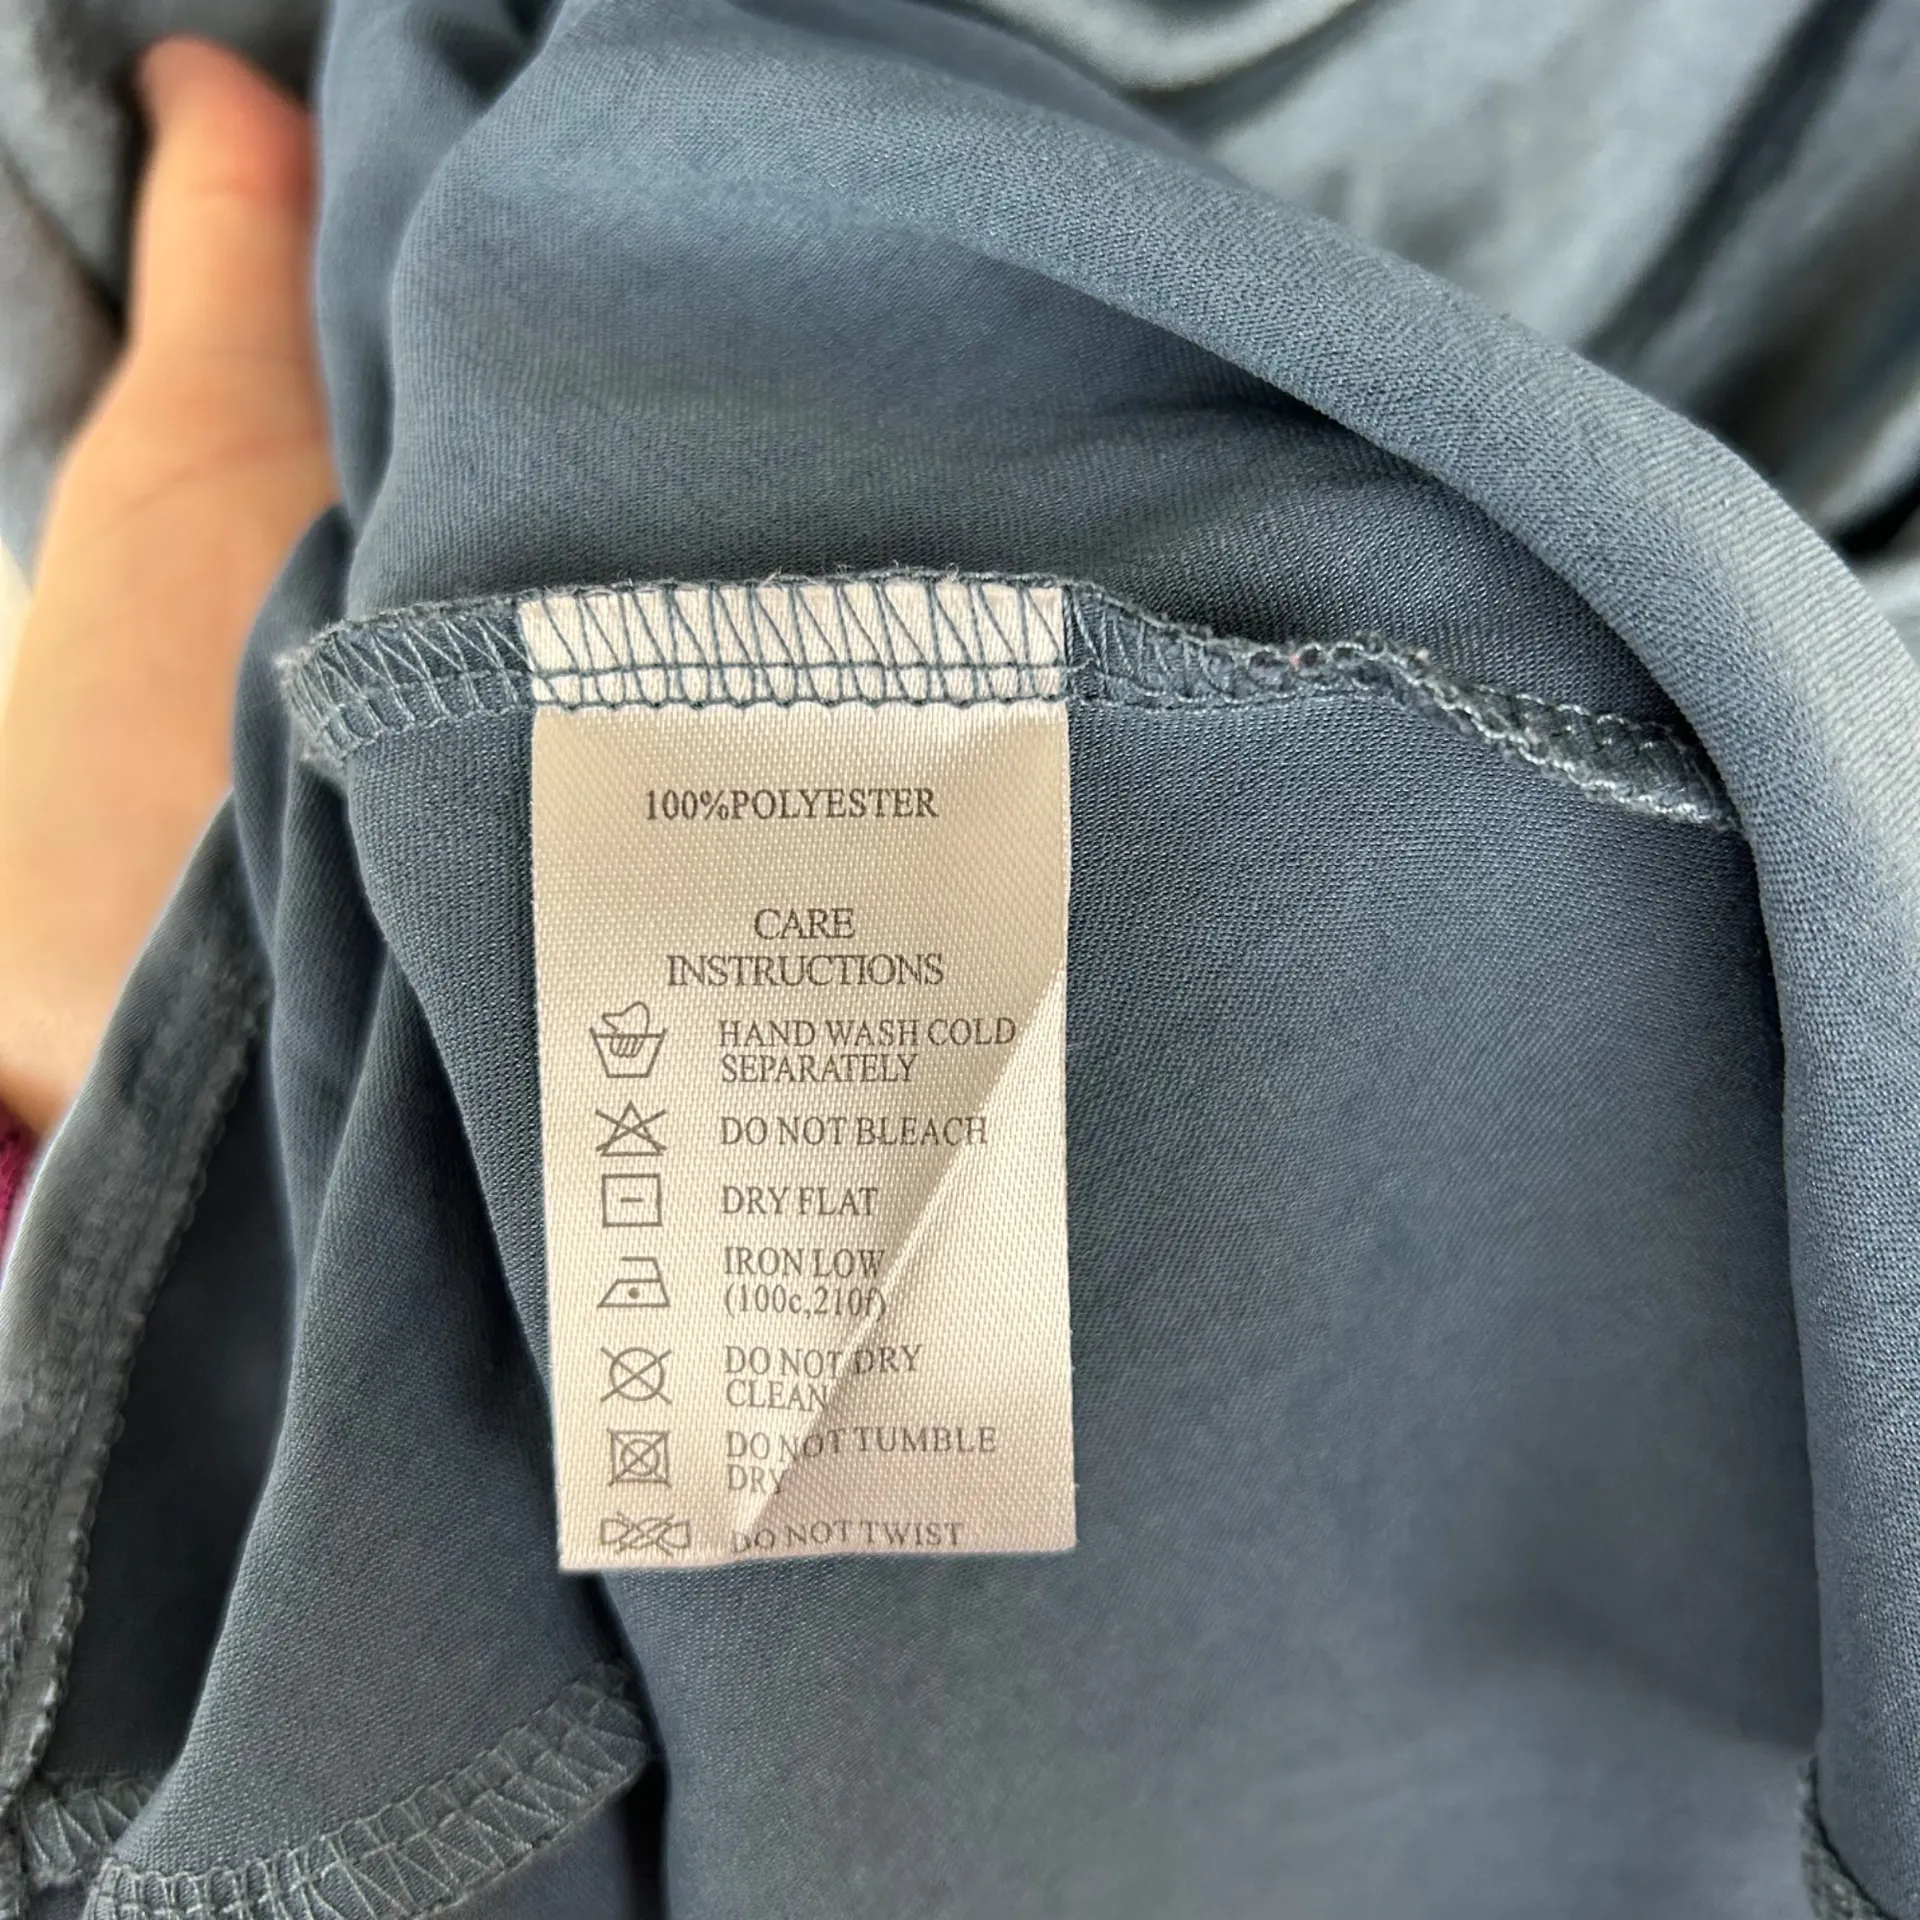 100%POLYESTER
CARE
INSTRUCTIONS
HAND WASH COLD
SEPARATELY
DO NOT BLEACH
DRY FLAT
IRON LOW
(100c,210f)
DO NOT DRY
CLEAN
DO NOT TUMBLE
DRY
DO NOT TWIST